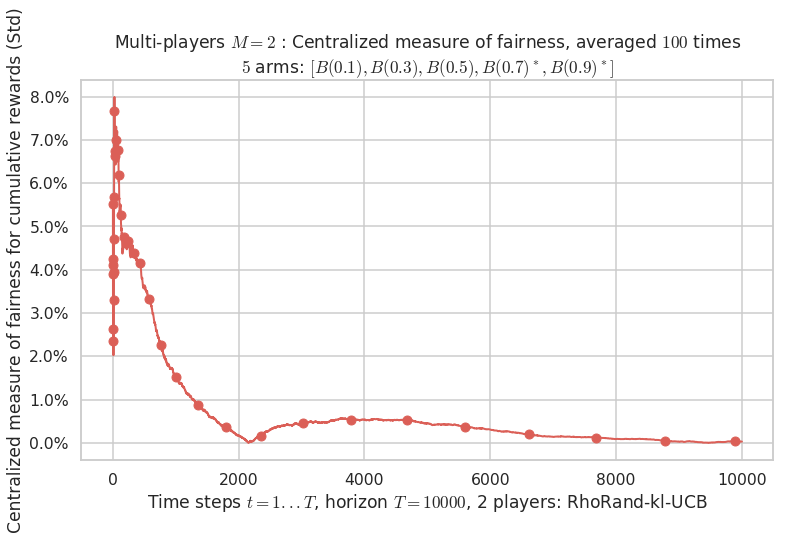 Multi-players M = 2 : Centralized measure of fairness, averaged 100 times
5 arms: [B(0.1), B(0.3), B(0.5), B(0.7)*, B(0.9)*]
Centralized measure of fairness for cumulative rewards (Std)
8.0%
7.0%
6.0%
5.0%
4.0%
3.0%
2.0%
1.0%
0.0%
0 2000 4000 6000 8000 10000
Time steps t = 1...T, horizon T = 10000, 2 players: RhoRand-kl-UCB